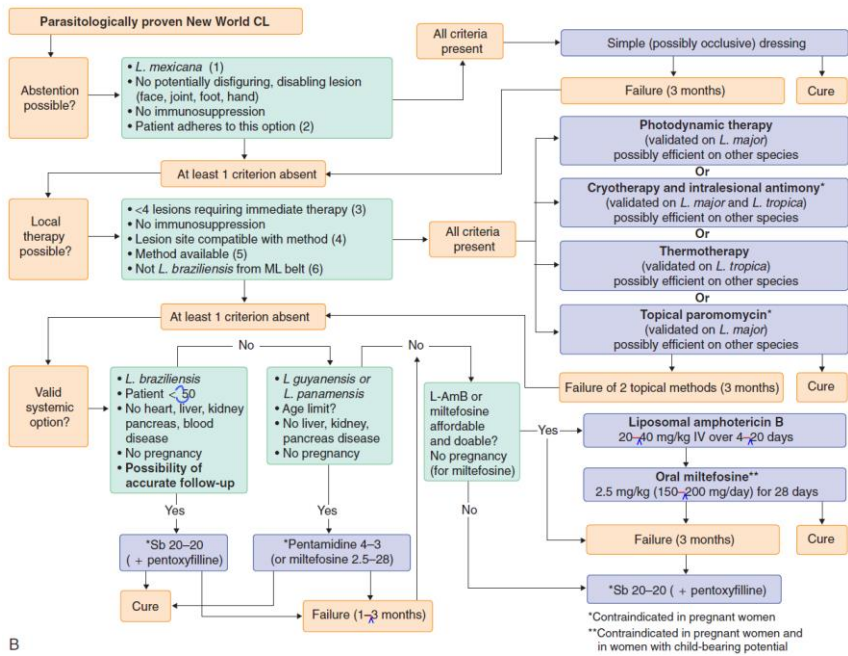 Parasitologically proven New World CL
Abstention
possible?
• L. mexicana (1)
• No potentially disfiguring, disabling lesion
(face, joint, foot, hand)
• No immunosuppression
• Patient adheres to this option (2)
All criteria
present
Simple (possibly occlusive) dressing
Failure (3 months)
Cure
At least 1 criterion absent
Local
therapy
possible?
• <4 lesions requiring immediate therapy (3)
• No immunosuppression
• Lesion site compatible with method (4)
• Method available (5)
• Not L. braziliensis from ML belt (6)
All criteria
present
Photodynamic therapy
(validated on L. major)
possibly efficient on other species
Or
Cryotherapy and intralesional antimony*
(validated on L. major and L. tropica)
possibly efficient on other species
Or
Thermotherapy
(validated on L. tropica)
possibly efficient on other species
Or
Topical paromomycin*
(validated on L. major)
possibly efficient on other species
Failure of 2 topical methods (3 months)
Cure
At least 1 criterion absent
Valid
systemic
option?
No
No
• L. braziliensis
• Patient <50
• No heart, liver, kidney
pancreas, blood
disease
• No pregnancy
• Possibility of
accurate follow-up
• L guyanensis or
L. panamensis
• Age limit?
• No liver, kidney,
pancreas disease
• No pregnancy
L-AmB or
miltefosine
affordable
and doable?
No pregnancy
(for miltefosine)
Yes
Yes
Yes
No
Liposomal amphotericin B
20–40 mg/kg IV over 4–20 days
Oral miltefosine**
2.5 mg/kg (150–200 mg/day) for 28 days
Failure (3 months)
Cure
*Sb 20–20 ( + pentoxyfilline)
*Sb 20–20
( + pentoxyfilline)
*Pentamidine 4–3
(or miltefosine 2.5–28)
Cure
Failure (1–3 months)
*Contraindicated in pregnant women
**Contraindicated in pregnant women and
in women with child-bearing potential
B